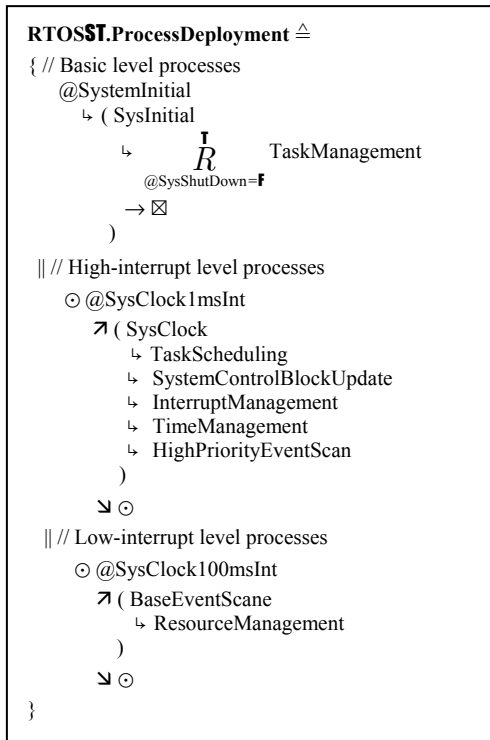 RTOSST.ProcessDeployment ≙
{ // Basic level processes
@SystemInitial
↳ ( SysInitial
T
↳ R TaskManagement
@SysShutDown=F
→ ⊠
)
|| // High-interrupt level processes
⊙ @SysClock1msInt
↗ ( SysClock
↳ TaskScheduling
↳ SystemControlBlockUpdate
↳ InterruptManagement
↳ TimeManagement
↳ HighPriorityEventScan
)
↘ ⊙
|| // Low-interrupt level processes
⊙ @SysClock100msInt
↗ ( BaseEventScane
↳ ResourceManagement
)
↘ ⊙
}